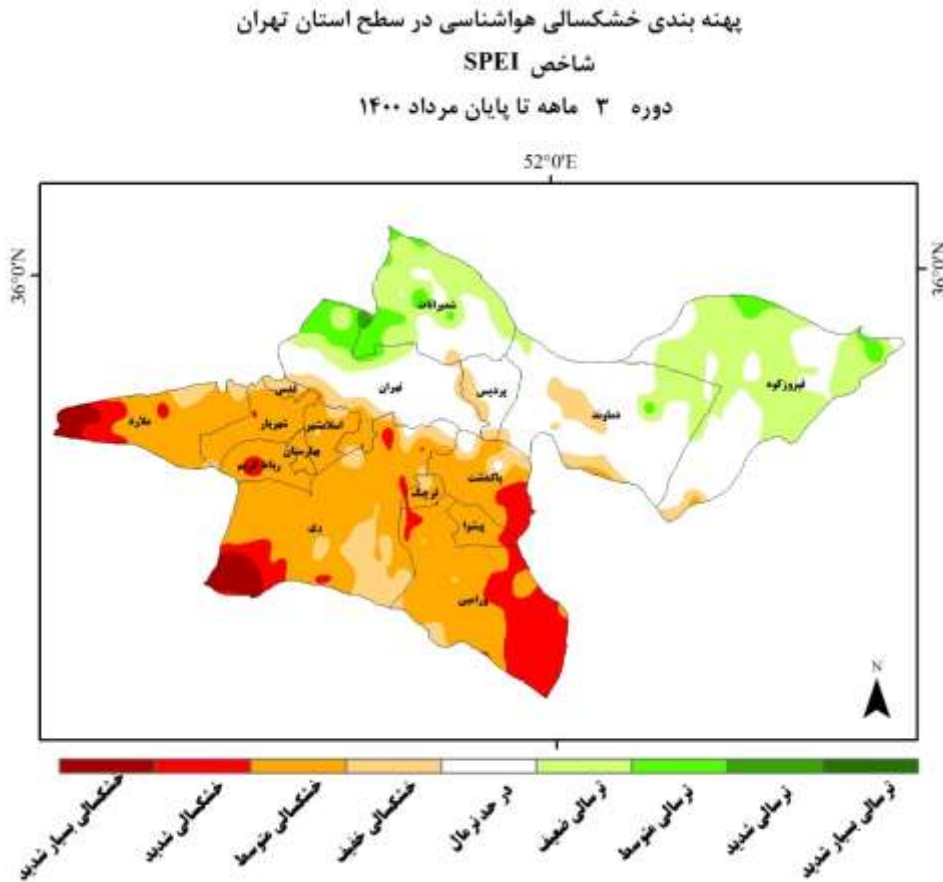 پهنه بندی خشکسالی هواشناسی در سطح استان تهران
شاخص SPEI
دوره ۳ ماهه تا پایان مرداد ۱۴۰۰
52°0'E
36°0'N
36°0'N
شمیرانات
فیروزکوه
تهران
پردیس
دماوند
قدس
ملارد
شهریار
اسلامشهر
بهارستان
رباط کریم
پاکدشت
قرچک
پیشوا
ری
ورامین
N
خشکسالی بسیار شدید
خشکسالی شدید
خشکسالی متوسط
خشکسالی خفیف
در حد نرمال
ترسالی ضعیف
ترسالی متوسط
ترسالی شدید
ترسالی بسیار شدید